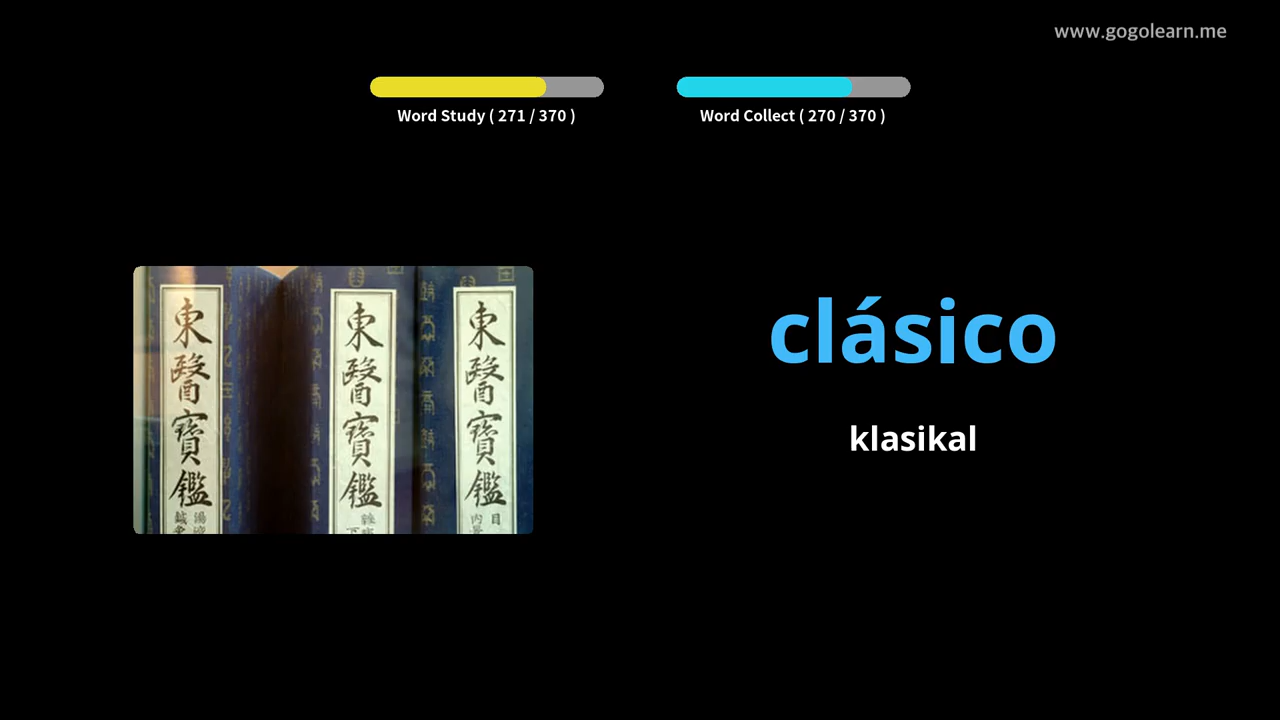 www.gogolearn.me
Word Study ( 271 / 370 )
Word Collect ( 270 / 370 )
東醫寶鑑
東醫寶鑑
東醫寶鑑
clásico
klasikal